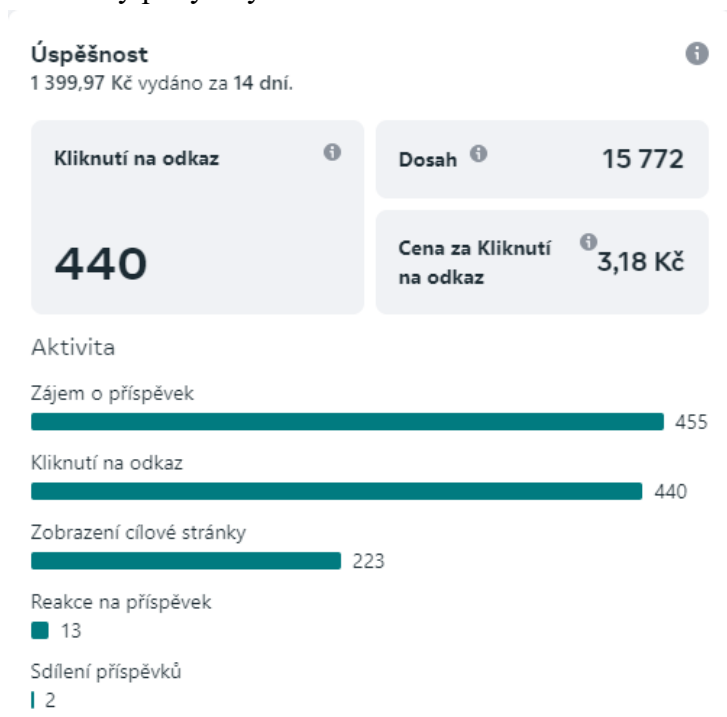 Úspěšnost
1 399,97 Kč vydáno za 14 dní.
Kliknutí na odkaz
440
Dosah
15 772
Cena za Kliknutí
na odkaz
3,18 Kč
Aktivita
Zájem o příspěvek
455
Kliknutí na odkaz
440
Zobrazení cílové stránky
223
Reakce na příspěvek
13
Sdílení příspěvků
2